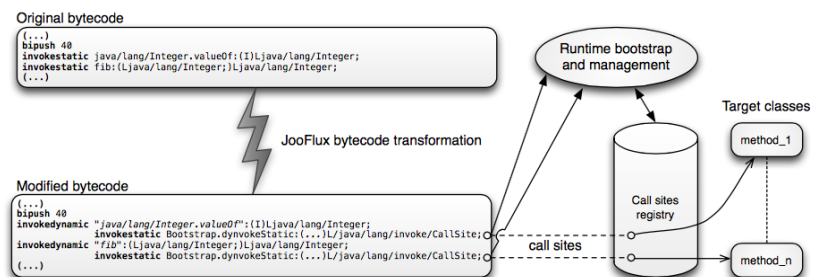 Original bytecode
(...)
bipush 40
invokestatic java/lang/Integer.valueOf:(I)Ljava/lang/Integer;
invokestatic fib:(Ljava/lang/Integer;)Ljava/lang/Integer;
(...)
Runtime bootstrap
and management
JooFlux bytecode transformation
Target classes
method_1
Call sites
registry
method_n
Modified bytecode
(...)
bipush 40
invokedynamic "java/lang/Integer.valueOf":(I)Ljava/lang/Integer;
invokestatic Bootstrap.dynvokeStatic:(...)L/java/lang/invoke/CallSite;
invokedynamic "fib":(Ljava/lang/Integer;)Ljava/lang/Integer;
invokestatic Bootstrap.dynvokeStatic:(...)L/java/lang/invoke/CallSite;
(...)
call sites